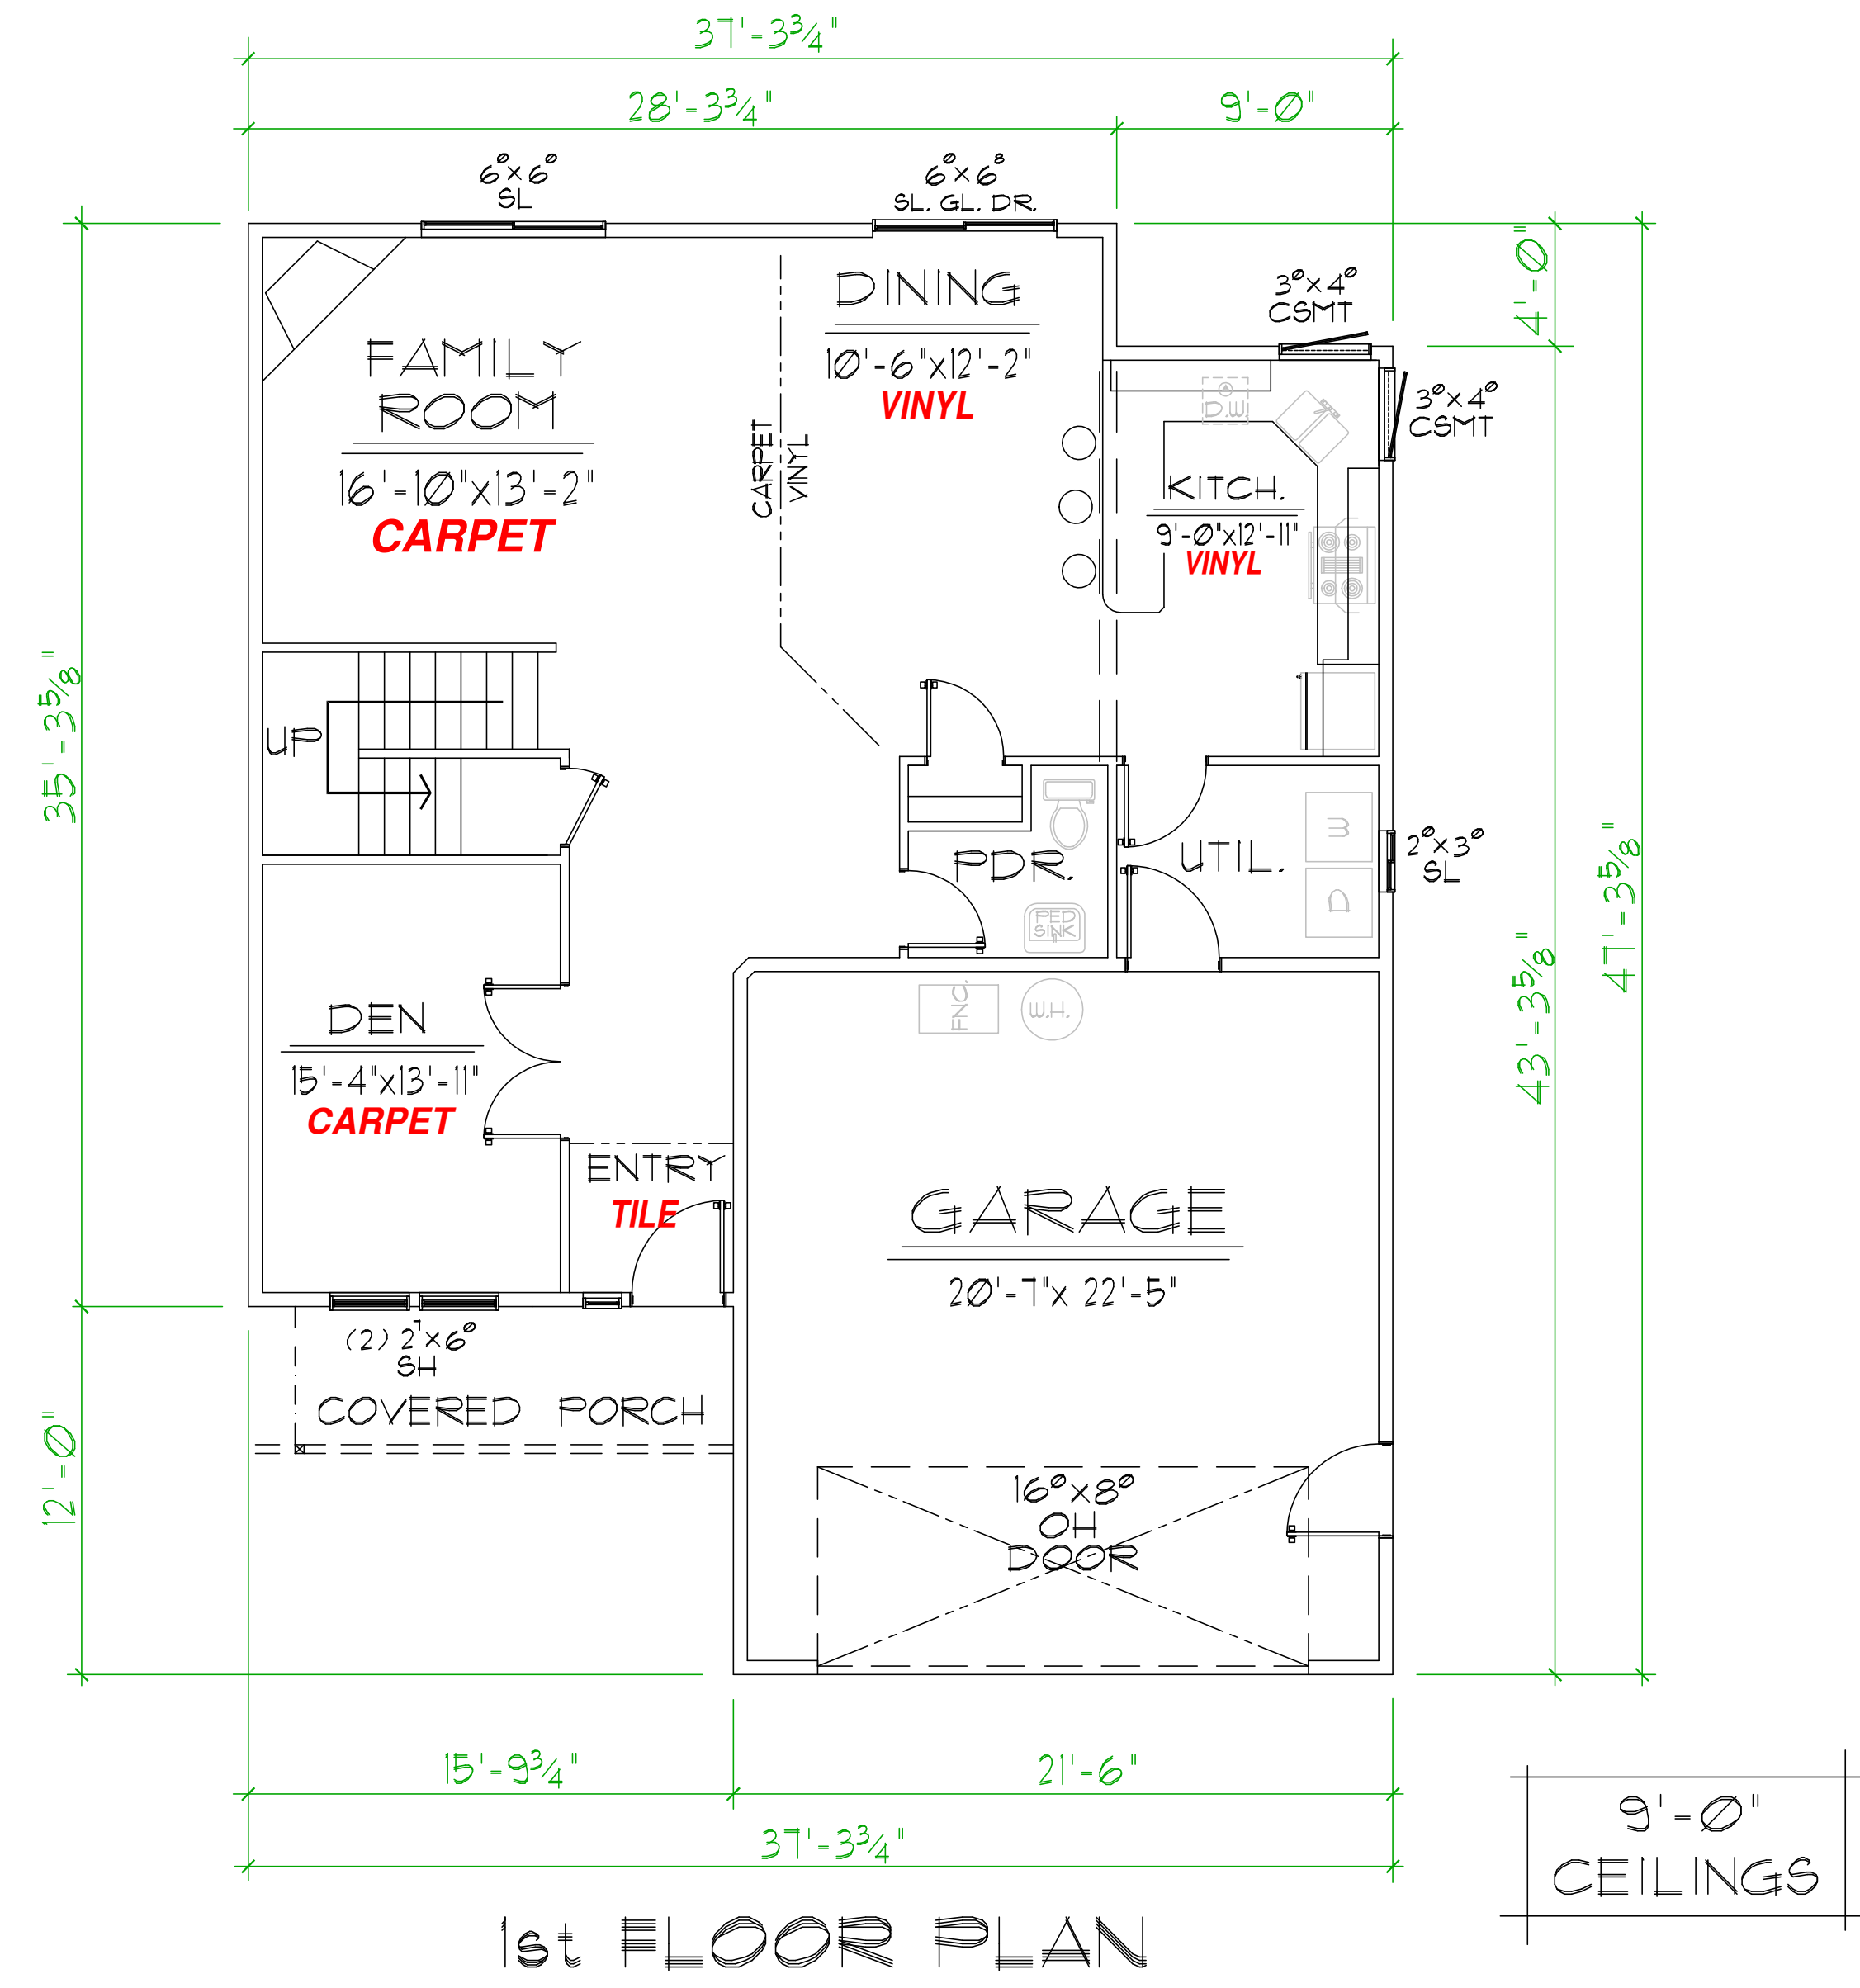 37'-3¾"
28'-3¾"
9'-0"
6⁰x6⁰
SL
6⁰x6⁸
SL. GL. DR.
4'-0"
3⁰x4⁰
CSMT
DINING
10'-6"x12'-2"
VINYL
FAMILY
ROOM
16'-10"x13'-2"
CARPET
CARPET
VINYL
D.W.
3⁰x4⁰
CSMT
KITCH.
9'-0"x12'-11"
VINYL
35'-3⅝"
UP
PDR.
PED
SINK
UTIL.
W
D
2⁰x3⁰
SL
43'-3⅝"
47'-3⅝"
FNC.
W.H.
DEN
15'-4"x13'-11"
CARPET
ENTRY
TILE
GARAGE
20'-7"x 22'-5"
(2) 2⁷x6⁰
SH
COVERED PORCH
12'-0"
16⁰x8⁰
OH
DOOR
15'-9¾"
21'-6"
37'-3¾"
9'-0"
CEILINGS
1st FLOOR PLAN